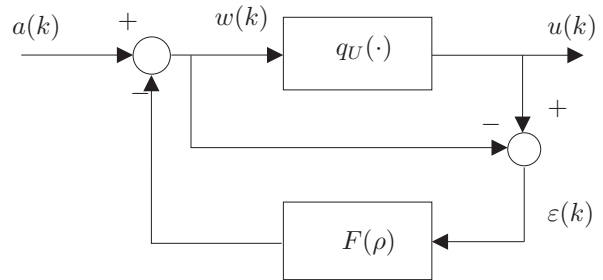 a(k)
+
w(k)
q_U(·)
u(k)
−
−
+
F(ρ)
ε(k)